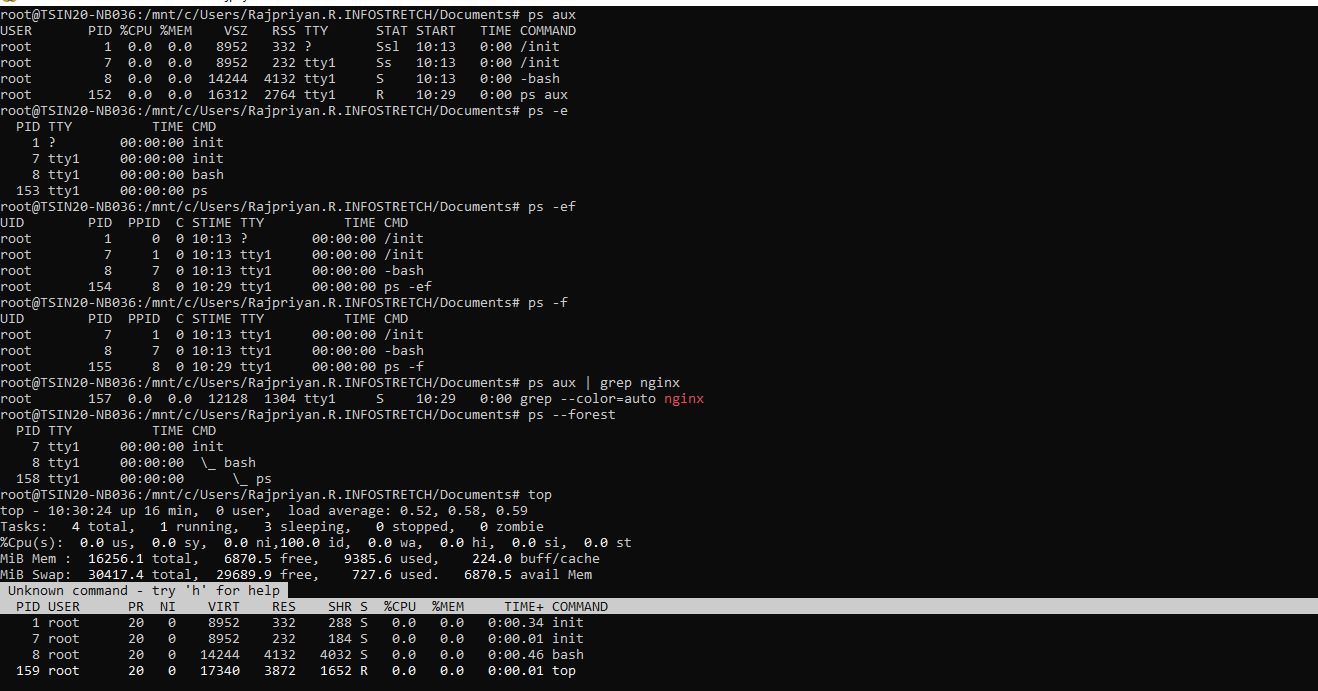 root@TSIN20-NB036:/mnt/c/Users/Rajpriyan.R.INFOSTRETCH/Documents# ps aux
USER       PID %CPU %MEM    VSZ   RSS TTY      STAT START   TIME COMMAND
root         1  0.0  0.0   8952   332 ?        Ssl  10:13   0:00 /init
root         7  0.0  0.0   8952   232 tty1     Ss   10:13   0:00 /init
root         8  0.0  0.0  14244  4132 tty1     S    10:13   0:00 -bash
root       152  0.0  0.0  16312  2764 tty1     R    10:29   0:00 ps aux
root@TSIN20-NB036:/mnt/c/Users/Rajpriyan.R.INFOSTRETCH/Documents# ps -e
  PID TTY          TIME CMD
    1 ?        00:00:00 init
    7 tty1     00:00:00 init
    8 tty1     00:00:00 bash
  153 tty1     00:00:00 ps
root@TSIN20-NB036:/mnt/c/Users/Rajpriyan.R.INFOSTRETCH/Documents# ps -ef
UID        PID  PPID  C STIME TTY          TIME CMD
root         1     0  0 10:13 ?        00:00:00 /init
root         7     1  0 10:13 tty1     00:00:00 /init
root         8     7  0 10:13 tty1     00:00:00 -bash
root       154     8  0 10:29 tty1     00:00:00 ps -ef
root@TSIN20-NB036:/mnt/c/Users/Rajpriyan.R.INFOSTRETCH/Documents# ps -f
UID        PID  PPID  C STIME TTY          TIME CMD
root         7     1  0 10:13 tty1     00:00:00 /init
root         8     7  0 10:13 tty1     00:00:00 -bash
root       155     8  0 10:29 tty1     00:00:00 ps -f
root@TSIN20-NB036:/mnt/c/Users/Rajpriyan.R.INFOSTRETCH/Documents# ps aux | grep nginx
root       157  0.0  0.0  12128  1304 tty1     S    10:29   0:00 grep --color=auto nginx
root@TSIN20-NB036:/mnt/c/Users/Rajpriyan.R.INFOSTRETCH/Documents# ps --forest
  PID TTY          TIME CMD
    7 tty1     00:00:00 init
    8 tty1     00:00:00  \_ bash
  158 tty1     00:00:00      \_ ps
root@TSIN20-NB036:/mnt/c/Users/Rajpriyan.R.INFOSTRETCH/Documents# top
top - 10:30:24 up 16 min,  0 user,  load average: 0.52, 0.58, 0.59
Tasks:   4 total,   1 running,   3 sleeping,   0 stopped,   0 zombie
%Cpu(s):  0.0 us,  0.0 sy,  0.0 ni,100.0 id,  0.0 wa,  0.0 hi,  0.0 si,  0.0 st
MiB Mem :  16256.1 total,   6870.5 free,   9385.6 used,    224.0 buff/cache
MiB Swap:  30417.4 total,  29689.9 free,    727.6 used.   6870.5 avail Mem
 Unknown command - try 'h' for help
  PID USER      PR  NI    VIRT    RES    SHR S  %CPU  %MEM     TIME+ COMMAND
    1 root      20   0    8952    332    288 S   0.0   0.0   0:00.34 init
    7 root      20   0    8952    232    184 S   0.0   0.0   0:00.01 init
    8 root      20   0   14244   4132   4032 S   0.0   0.0   0:00.46 bash
  159 root      20   0   17340   3872   1652 R   0.0   0.0   0:00.01 top